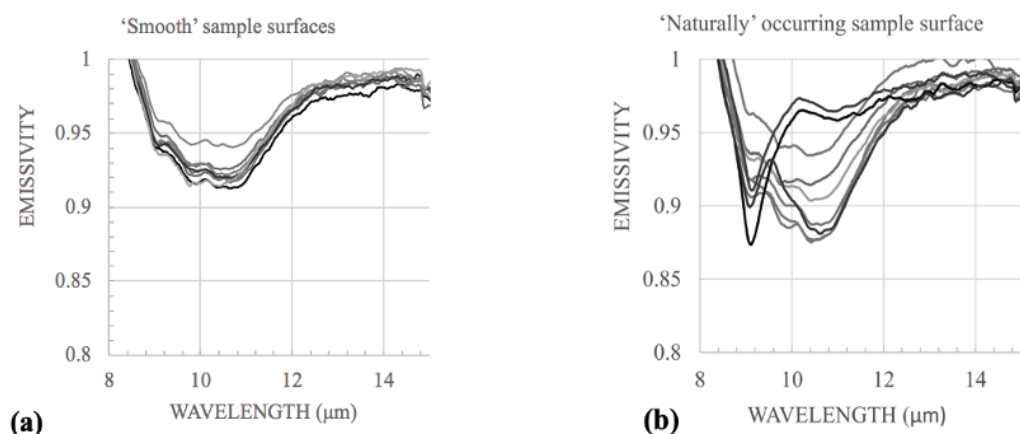 'Smooth' sample surfaces
1
0.95
0.9
0.85
0.8
EMISSIVITY
8 10 12 14
WAVELENGTH (μm)
(a)
'Naturally' occurring sample surface
1
0.95
0.9
0.85
0.8
EMISSIVITY
8 10 12 14
WAVELENGTH (μm)
(b)